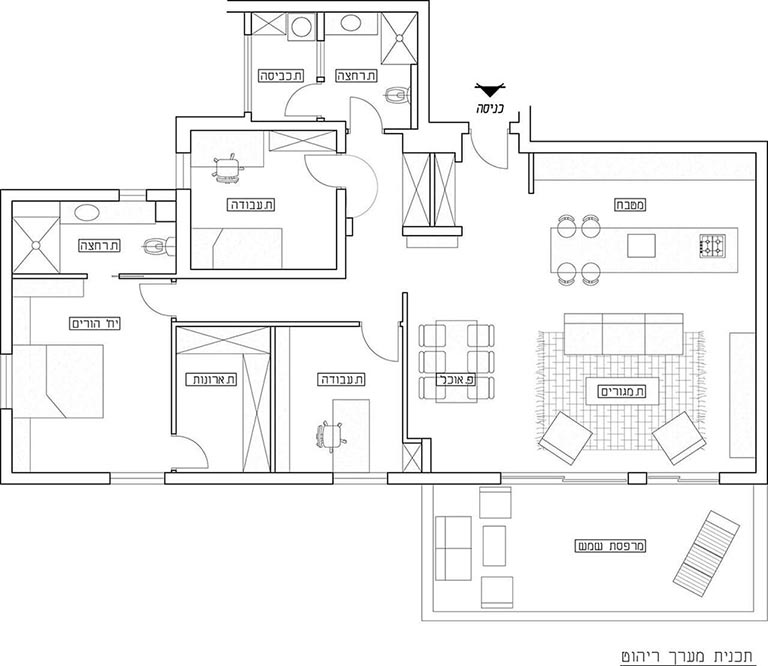 כניסה
ח.רחצה
ח.כביסה
מטבח
ח.עבודה
ח.רחצה
יח' הורים
פ.אוכל
ח.עבודה
ח.ארונות
ח.מגורים
מרפסת שמש
תכנית מערך ריהוט